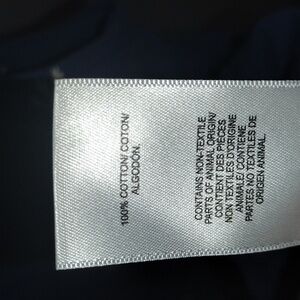 100% COTTON/ COTON/
ALGODÓN.
CONTAINS NON-TEXTILE
PARTS OF ANIMAL ORIGIN/
CONTIENT DES PIÈCES
NON TEXTILES D'ORIGINE
ANIMALE/ CONTIENE
PARTES NO TEXTILES DE
ORIGEN ANIMAL.